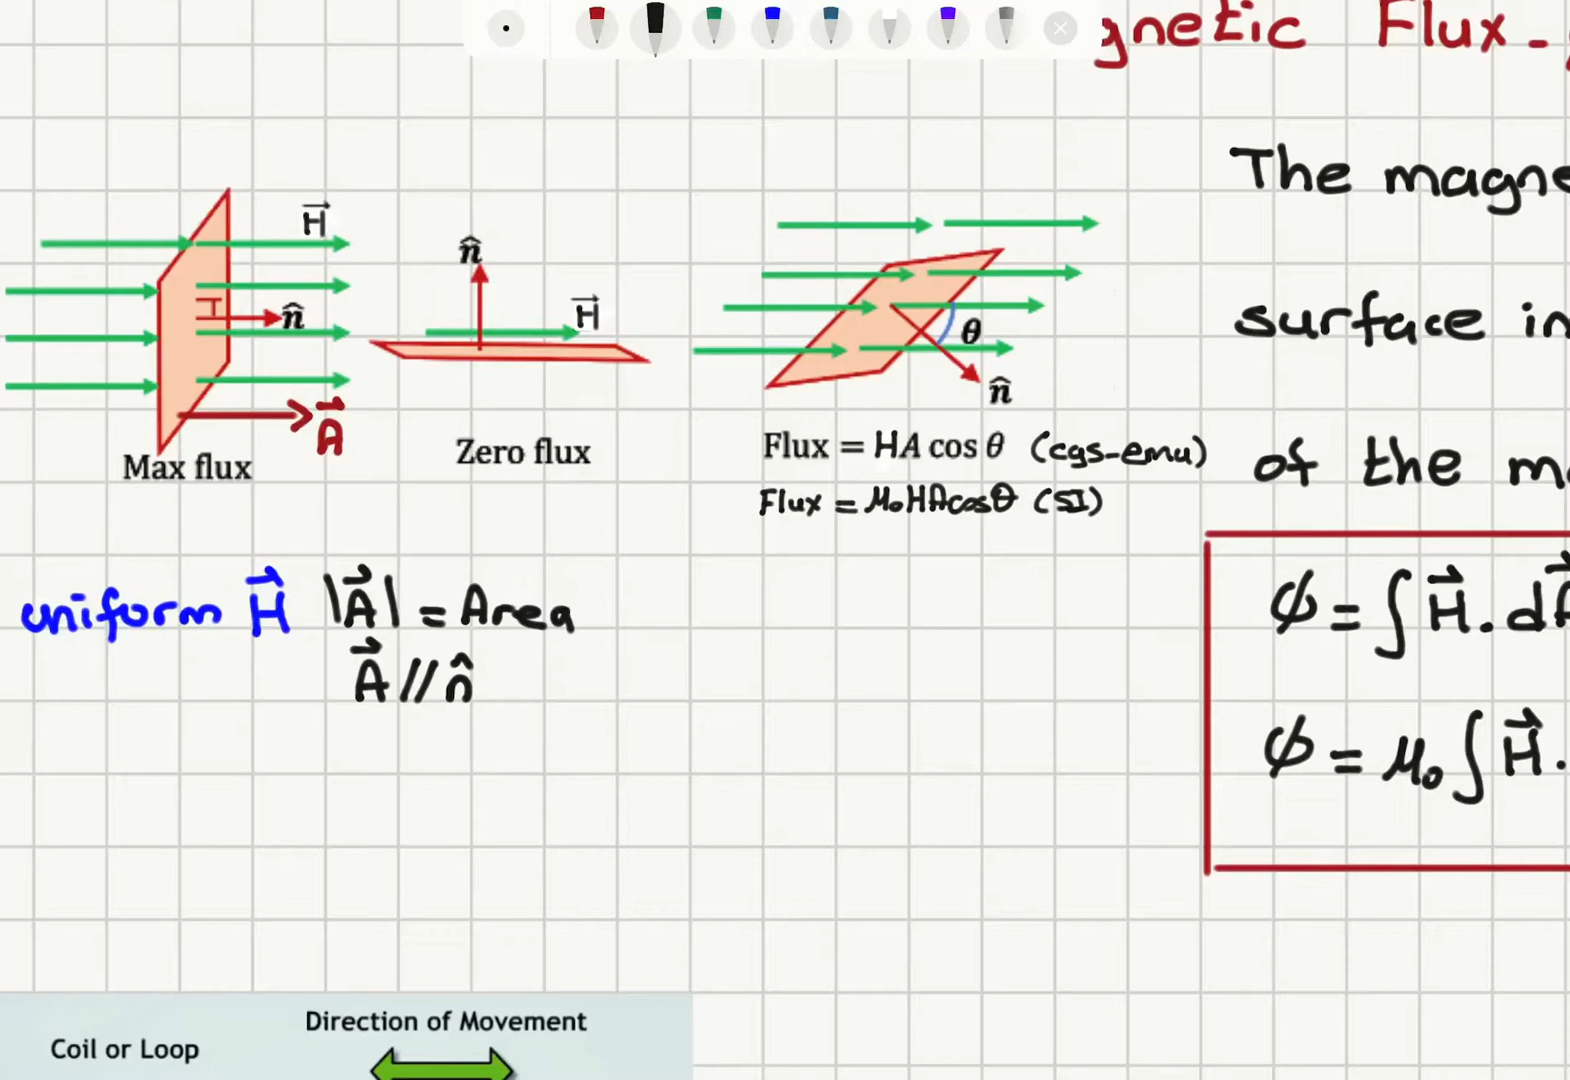 gnetic Flux -
The magne
surface in
of the m
H⃗
n̂
A⃗
Max flux
n̂
H⃗
Zero flux
θ
n̂
Flux = HA cos θ (cgs-emu)
Flux = μ₀HAcosθ (SI)
uniform H⃗ |A⃗| = Area
A⃗ // n̂
ϕ = ∫ H⃗ . dA⃗
ϕ = μ₀ ∫ H⃗ .
Direction of Movement
Coil or Loop